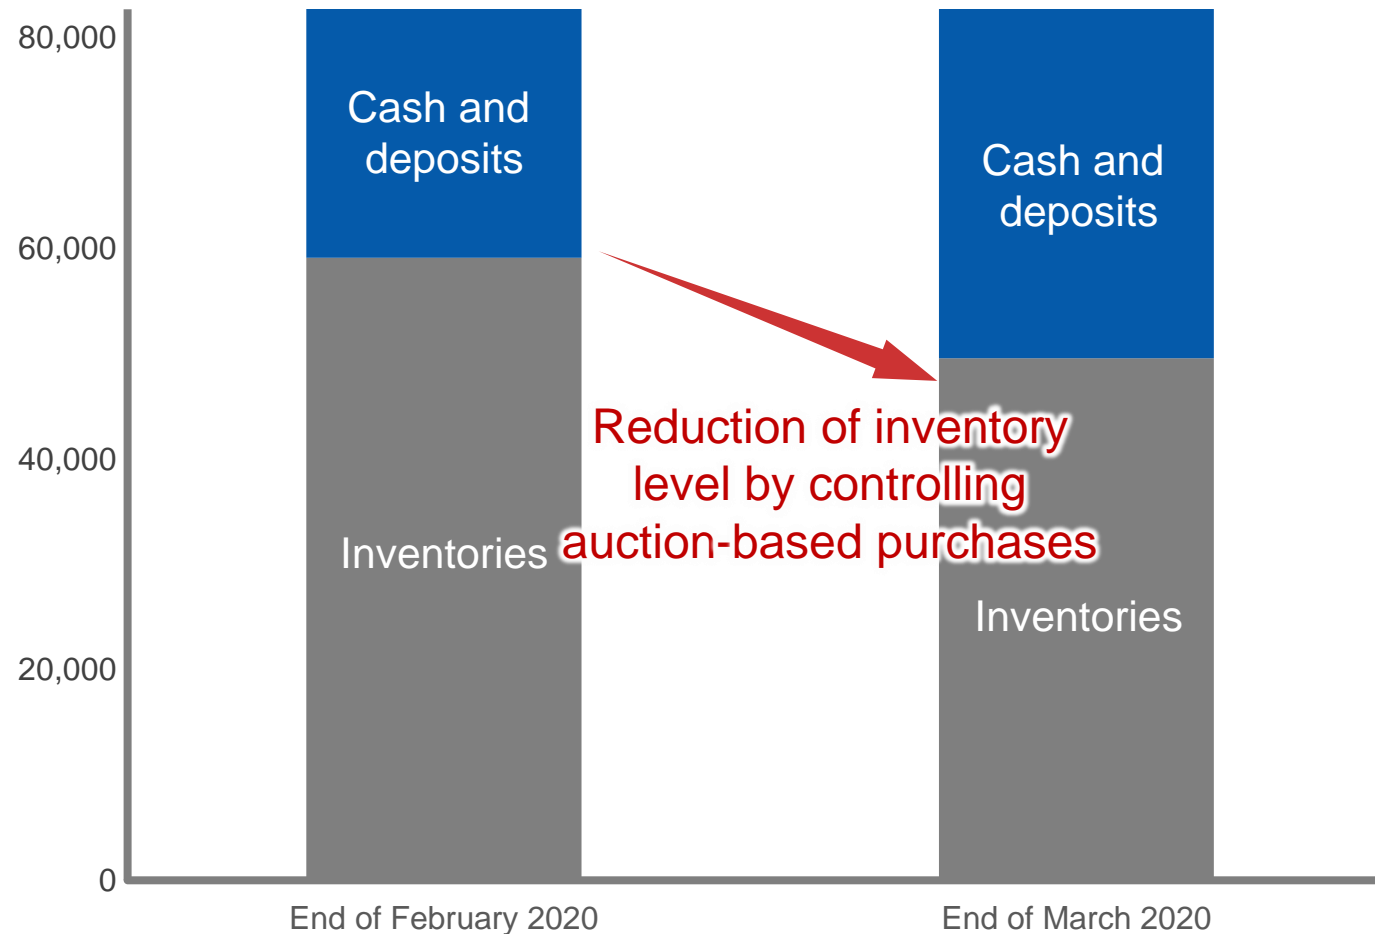 80,000
60,000
40,000
20,000
0
Cash and
deposits
Inventories
Reduction of inventory
level by controlling
auction-based purchases
Cash and
deposits
Inventories
End of February 2020
End of March 2020